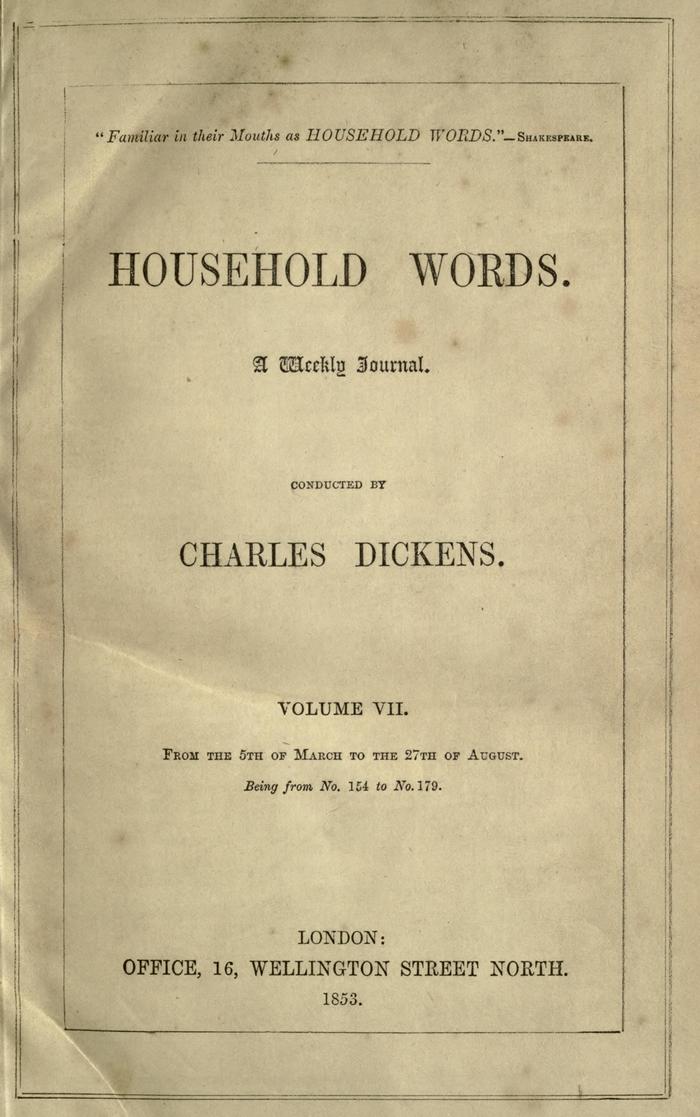 "Familiar in their Mouths as HOUSEHOLD WORDS."—SHAKESPEARE.
HOUSEHOLD WORDS.
A Weekly Journal.
CONDUCTED BY
CHARLES DICKENS.
VOLUME VII.
FROM THE 5TH OF MARCH TO THE 27TH OF AUGUST.
Being from No. 154 to No. 179.
LONDON:
OFFICE, 16, WELLINGTON STREET NORTH.
1853.